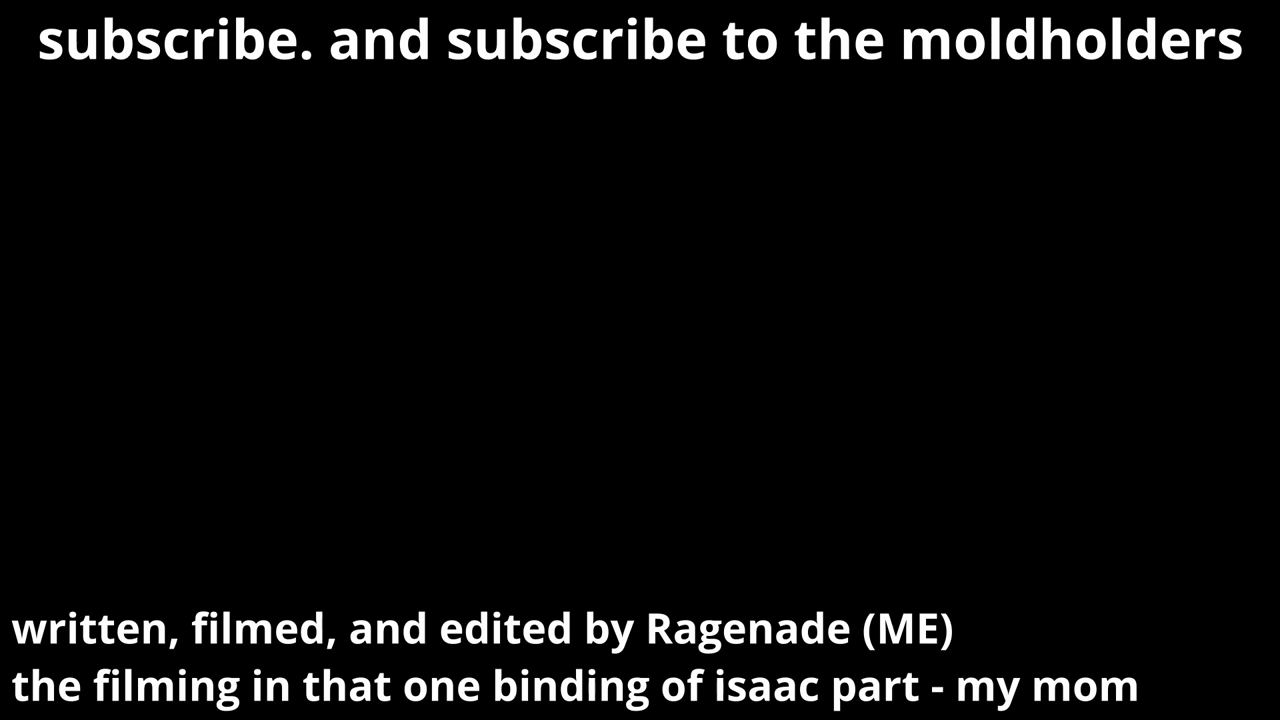 subscribe. and subscribe to the moldholders
written, filmed, and edited by Ragenade (ME)
the filming in that one binding of isaac part - my mom